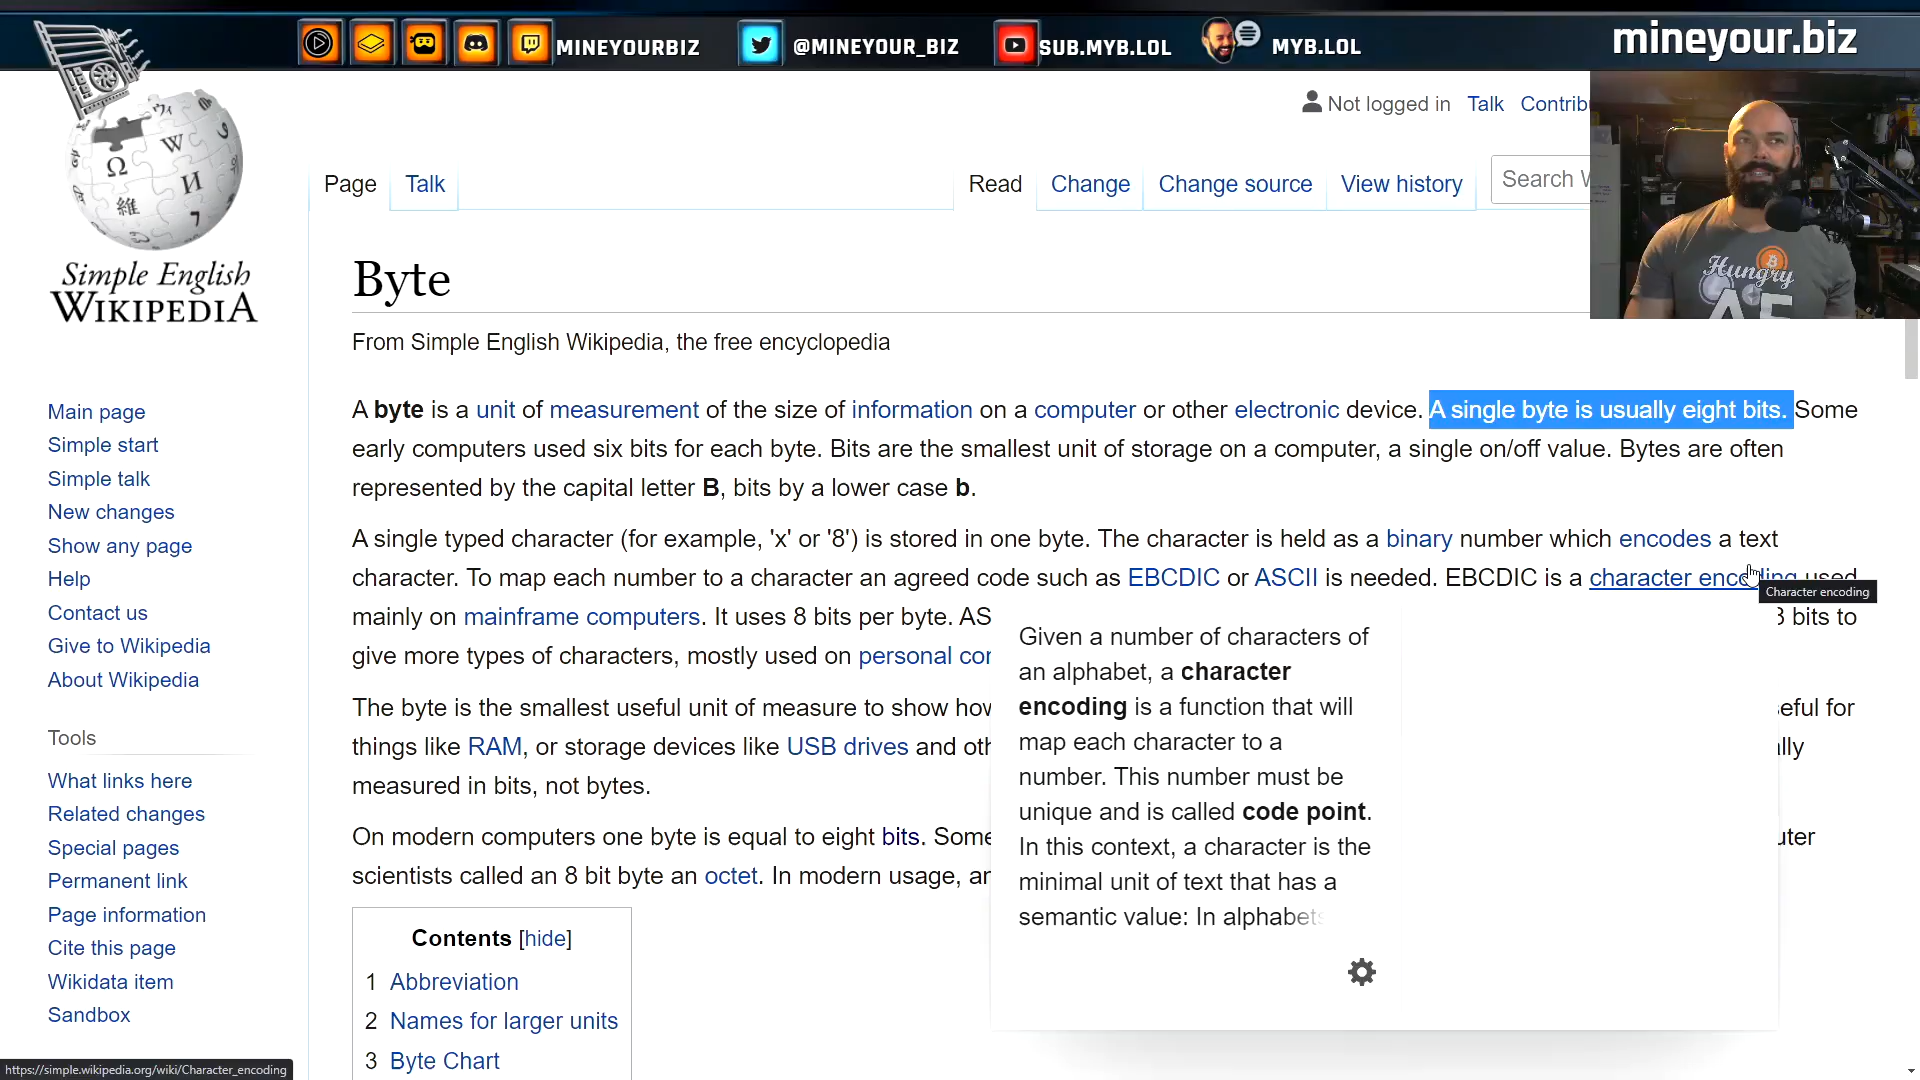 MINEYOURBIZ @MINEYOUR_BIZ SUB.MYB.LOL MYB.LOL mineyour.biz
Not logged in Talk Contribu
Page Talk Read Change Change source View history Search W
Simple English
WIKIPEDIA
Hungry
AF
Byte
From Simple English Wikipedia, the free encyclopedia
A byte is a unit of measurement of the size of information on a computer or other electronic device. A single byte is usually eight bits. Some
early computers used six bits for each byte. Bits are the smallest unit of storage on a computer, a single on/off value. Bytes are often
represented by the capital letter B, bits by a lower case b.
A single typed character (for example, 'x' or '8') is stored in one byte. The character is held as a binary number which encodes a text
character. To map each number to a character an agreed code such as EBCDIC or ASCII is needed. EBCDIC is a character encoding used
mainly on mainframe computers. It uses 8 bits per byte. AS 8 bits to
give more types of characters, mostly used on personal cor
The byte is the smallest useful unit of measure to show how eful for
things like RAM, or storage devices like USB drives and oth lly
measured in bits, not bytes.
On modern computers one byte is equal to eight bits. Some uter
scientists called an 8 bit byte an octet. In modern usage, an
Character encoding
Given a number of characters of
an alphabet, a character
encoding is a function that will
map each character to a
number. This number must be
unique and is called code point.
In this context, a character is the
minimal unit of text that has a
semantic value: In alphabets
Contents [hide]
1 Abbreviation
2 Names for larger units
3 Byte Chart
Main page
Simple start
Simple talk
New changes
Show any page
Help
Contact us
Give to Wikipedia
About Wikipedia
Tools
What links here
Related changes
Special pages
Permanent link
Page information
Cite this page
Wikidata item
Sandbox
https://simple.wikipedia.org/wiki/Character_encoding